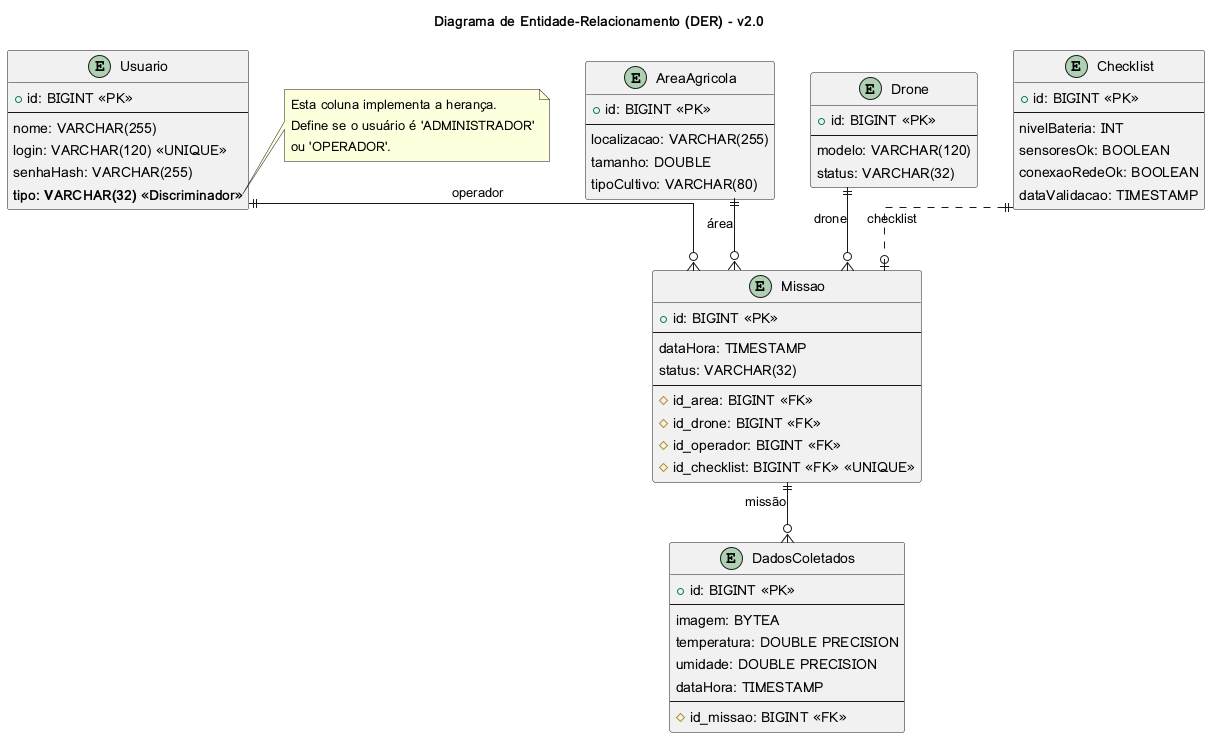 Diagrama de Entidade-Relacionamento (DER) - v2.0
E Usuario
id: BIGINT «PK»
nome: VARCHAR(255)
login: VARCHAR(120) «UNIQUE»
senhaHash: VARCHAR(255)
tipo: VARCHAR(32) «Discriminador»
Esta coluna implementa a herança.
Define se o usuário é 'ADMINISTRADOR'
ou 'OPERADOR'.
E AreaAgricola
id: BIGINT «PK»
localizacao: VARCHAR(255)
tamanho: DOUBLE
tipoCultivo: VARCHAR(80)
E Drone
id: BIGINT «PK»
modelo: VARCHAR(120)
status: VARCHAR(32)
E Checklist
id: BIGINT «PK»
nivelBateria: INT
sensoresOk: BOOLEAN
conexaoRedeOk: BOOLEAN
dataValidacao: TIMESTAMP
operador
área
drone
checklist
E Missao
id: BIGINT «PK»
dataHora: TIMESTAMP
status: VARCHAR(32)
id_area: BIGINT «FK»
id_drone: BIGINT «FK»
id_operador: BIGINT «FK»
id_checklist: BIGINT «FK» «UNIQUE»
missão
E DadosColetados
id: BIGINT «PK»
imagem: BYTEA
temperatura: DOUBLE PRECISION
umidade: DOUBLE PRECISION
dataHora: TIMESTAMP
id_missao: BIGINT «FK»